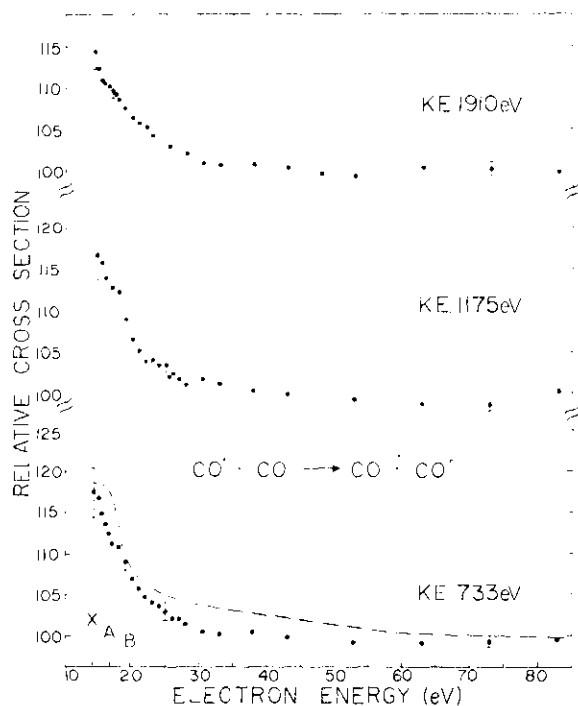 RELATIVE CROSS SECTION
115
110
105
100
KE 1910eV
120
115
110
105
100
KE 1175eV
125
120
115
110
105
100
CO⁺ · CO → CO · CO⁺
KE 733eV
X A B
10 20 30 40 50 60 70 80
ELECTRON ENERGY (eV)